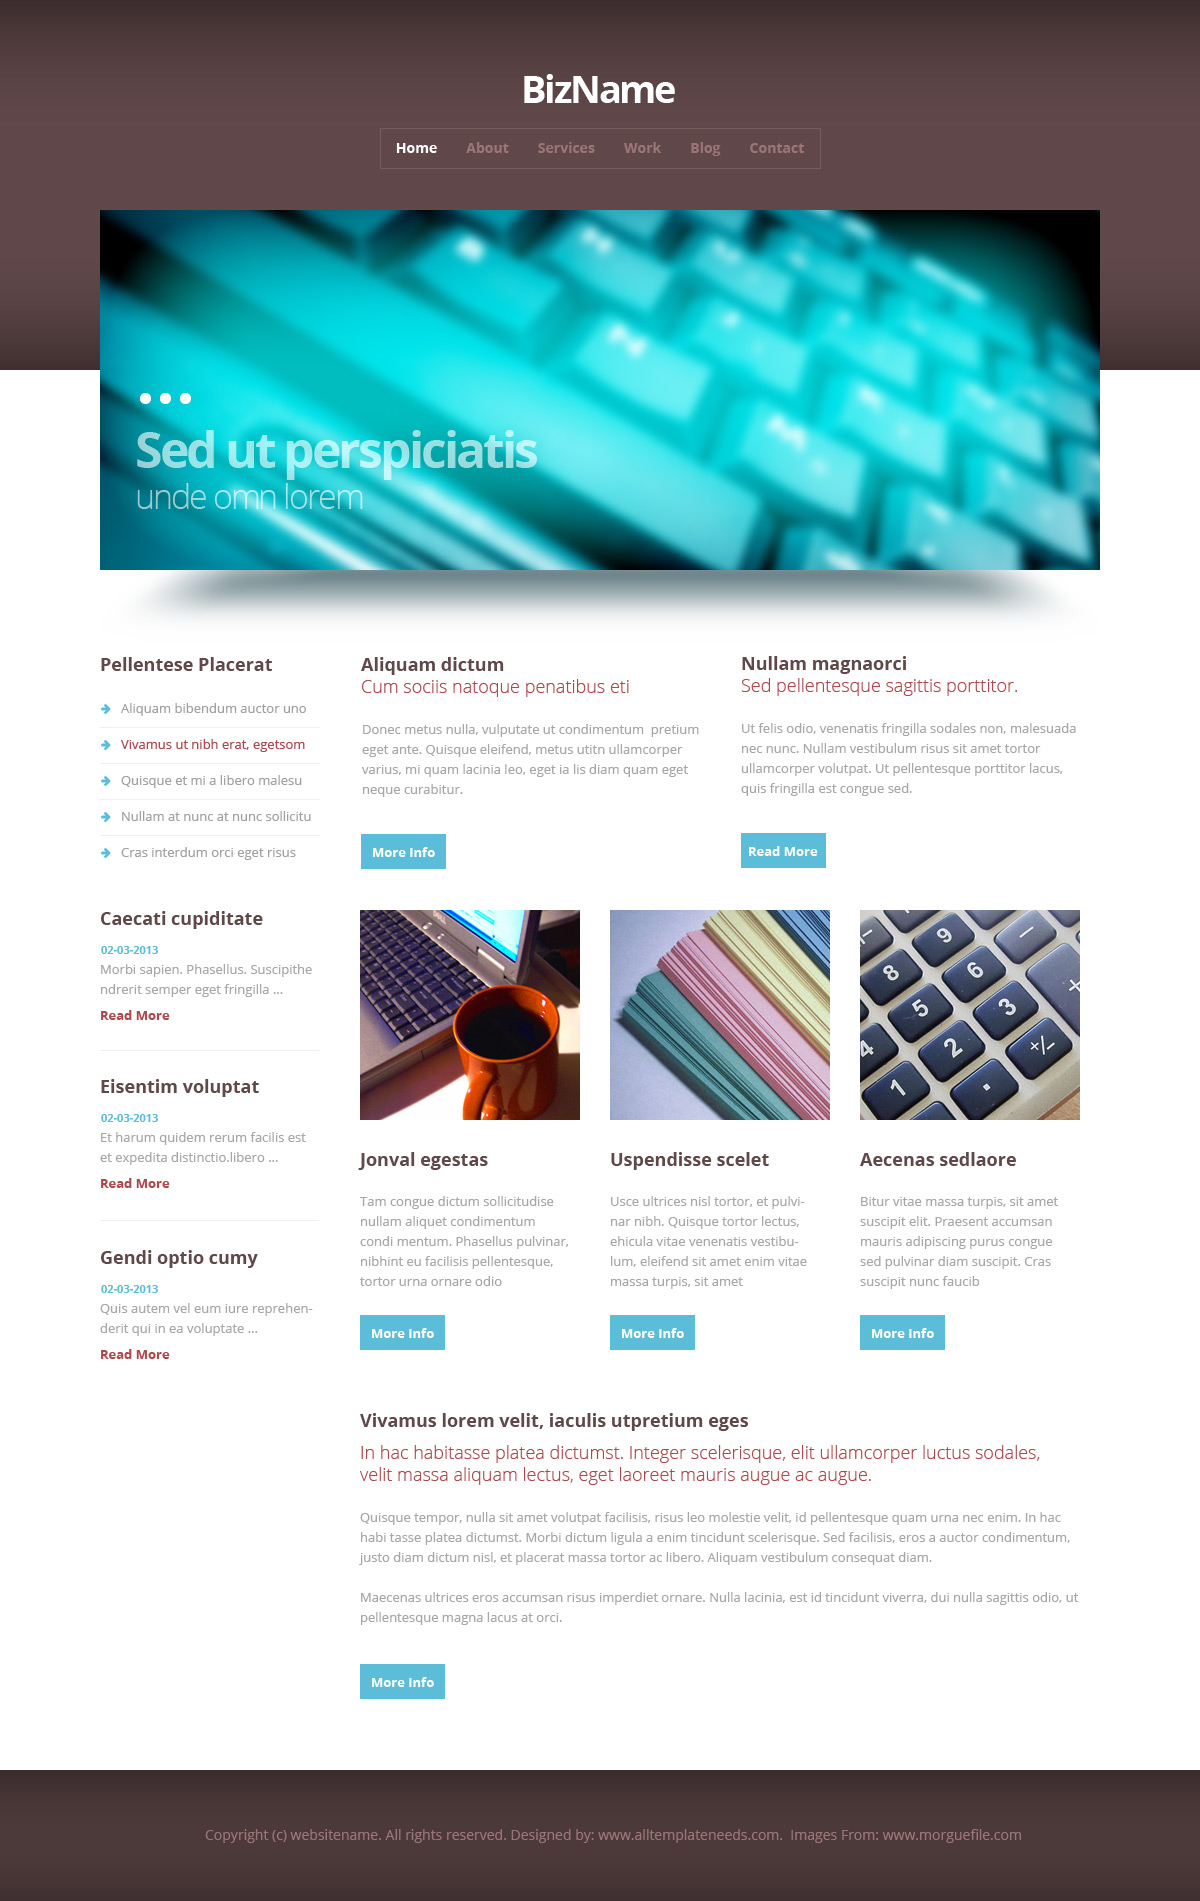 BizName
Home About Services Work Blog Contact
Sed ut perspiciatis
unde omn lorem
Pellentese Placerat
Aliquam bibendum auctor uno
Vivamus ut nibh erat, egetsom
Quisque et mi a libero malesu
Nullam at nunc at nunc sollicitu
Cras interdum orci eget risus
Aliquam dictum
Cum sociis natoque penatibus eti
Donec metus nulla, vulputate ut condimentum  pretium
eget ante. Quisque eleifend, metus utitn ullamcorper
varius, mi quam lacinia leo, eget ia lis diam quam eget
neque curabitur.
More Info
Nullam magnaorci
Sed pellentesque sagittis porttitor.
Ut felis odio, venenatis fringilla sodales non, malesuada
nec nunc. Nullam vestibulum risus sit amet tortor
ullamcorper volutpat. Ut pellentesque porttitor lacus,
quis fringilla est congue sed.
Read More
Caecati cupiditate
02-03-2013
Morbi sapien. Phasellus. Suscipithe
ndrerit semper eget fringilla ...
Read More
Eisentim voluptat
02-03-2013
Et harum quidem rerum facilis est
et expedita distinctio.libero ...
Read More
Gendi optio cumy
02-03-2013
Quis autem vel eum iure reprehen-
derit qui in ea voluptate ...
Read More
9
8 6
5 3
4 2 +/-
1 .
Jonval egestas
Tam congue dictum sollicitudise
nullam aliquet condimentum
condi mentum. Phasellus pulvinar,
nibhint eu facilisis pellentesque,
tortor urna ornare odio
More Info
Uspendisse scelet
Usce ultrices nisl tortor, et pulvi-
nar nibh. Quisque tortor lectus,
ehicula vitae venenatis vestibu-
lum, eleifend sit amet enim vitae
massa turpis, sit amet
More Info
Aecenas sedlaore
Bitur vitae massa turpis, sit amet
suscipit elit. Praesent accumsan
mauris adipiscing purus congue
sed pulvinar diam suscipit. Cras
suscipit nunc faucib
More Info
Vivamus lorem velit, iaculis utpretium eges
In hac habitasse platea dictumst. Integer scelerisque, elit ullamcorper luctus sodales,
velit massa aliquam lectus, eget laoreet mauris augue ac augue.
Quisque tempor, nulla sit amet volutpat facilisis, risus leo molestie velit, id pellentesque quam urna nec enim. In hac
habi tasse platea dictumst. Morbi dictum ligula a enim tincidunt scelerisque. Sed facilisis, eros a auctor condimentum,
justo diam dictum nisl, et placerat massa tortor ac libero. Aliquam vestibulum consequat diam.
Maecenas ultrices eros accumsan risus imperdiet ornare. Nulla lacinia, est id tincidunt viverra, dui nulla sagittis odio, ut
pellentesque magna lacus at orci.
More Info
Copyright (c) websitename. All rights reserved. Designed by: www.alltemplateneeds.com.  Images From: www.morguefile.com